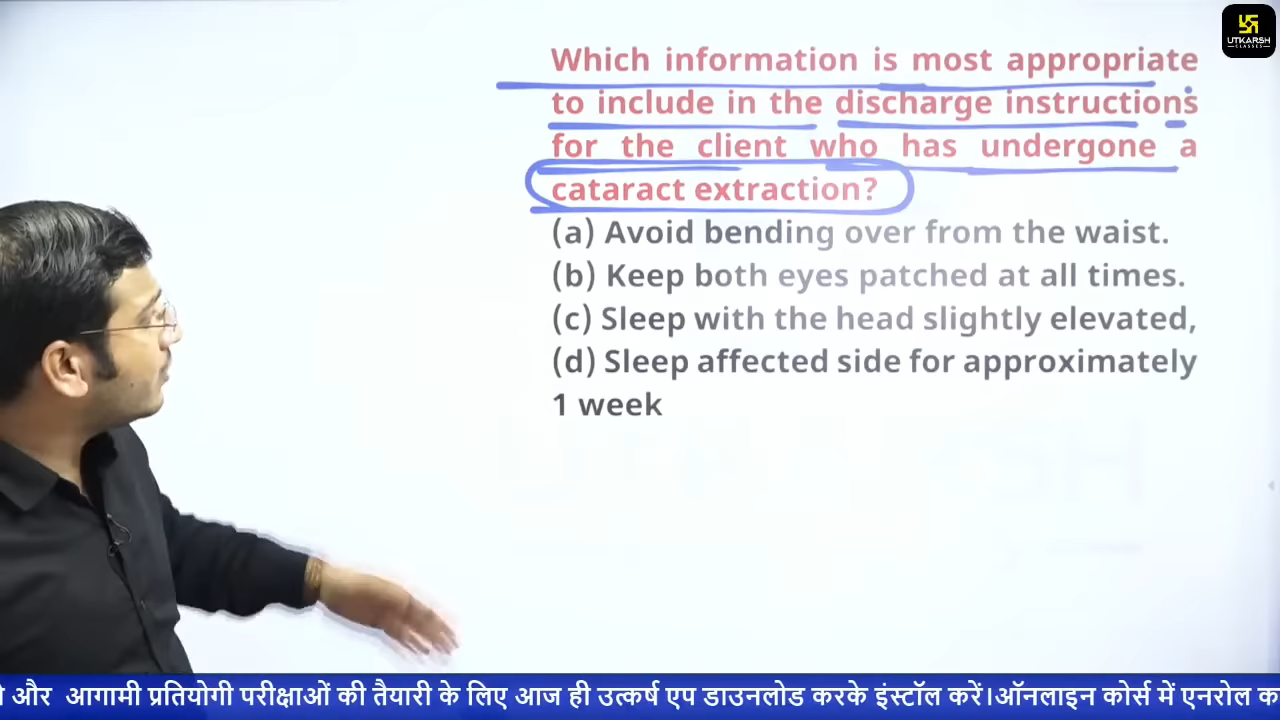 UTKARSH
CLASSES
Which information is most appropriate
to include in the discharge instructions
for the client who has undergone a
cataract extraction?
(a) Avoid bending over from the waist.
(b) Keep both eyes patched at all times.
(c) Sleep with the head slightly elevated,
(d) Sleep affected side for approximately
1 week
और आगामी प्रतियोगी परीक्षाओं की तैयारी के लिए आज ही उत्कर्ष एप डाउनलोड करके इंस्टॉल करें।ऑनलाइन कोर्स में एनरोल